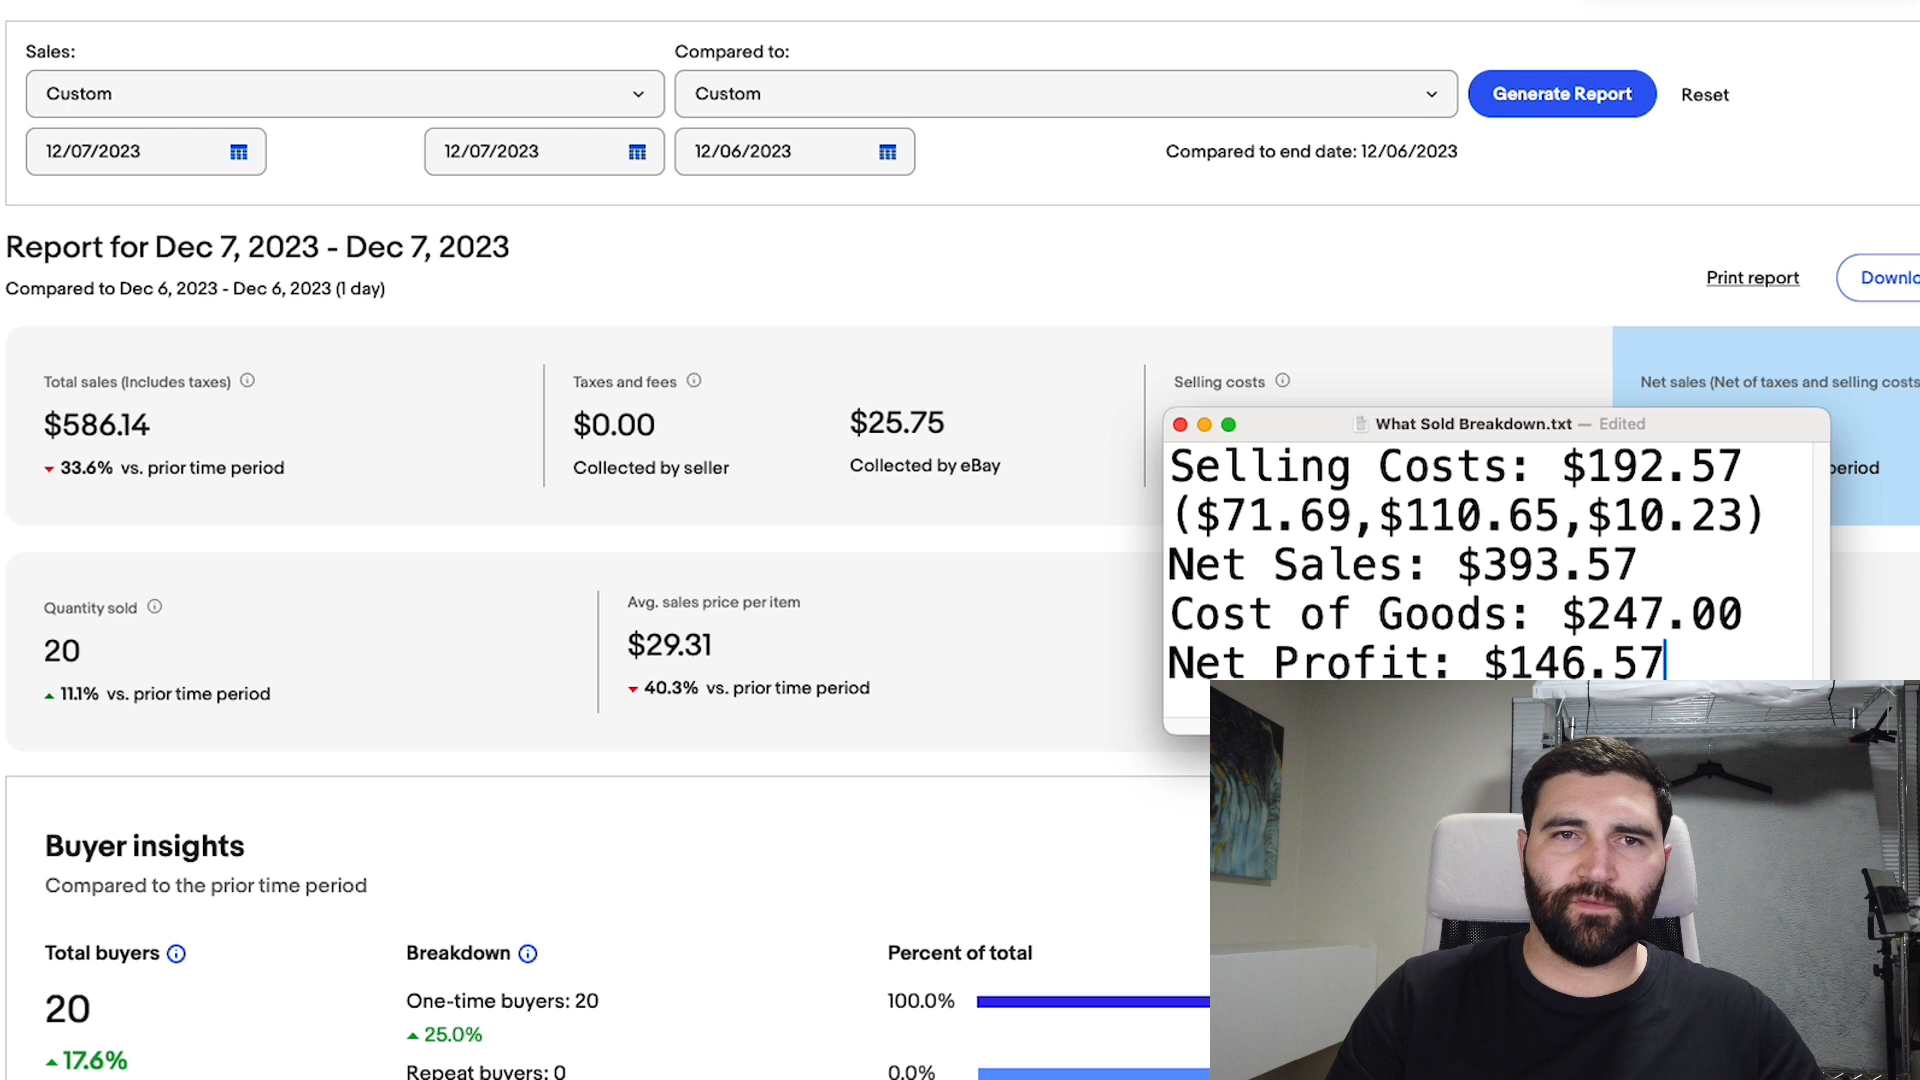 Sales:
Compared to:
Custom
Custom
Generate Report
Reset
12/07/2023
12/07/2023
12/06/2023
Compared to end date: 12/06/2023
Report for Dec 7, 2023 - Dec 7, 2023
Compared to Dec 6, 2023 - Dec 6, 2023 (1 day)
Print report
Total sales (Includes taxes)
$586.14
33.6% vs. prior time period
Taxes and fees
$0.00
Collected by seller
$25.75
Collected by eBay
Selling costs
Net sales (Net of taxes and selling costs
period
What Sold Breakdown.txt — Edited
Selling Costs: $192.57
($71.69,$110.65,$10.23)
Net Sales: $393.57
Cost of Goods: $247.00
Net Profit: $146.57
Quantity sold
20
11.1% vs. prior time period
Avg. sales price per item
$29.31
40.3% vs. prior time period
Buyer insights
Compared to the prior time period
Total buyers
20
17.6%
Breakdown
One-time buyers: 20
25.0%
Repeat buyers: 0
Percent of total
100.0%
0.0%